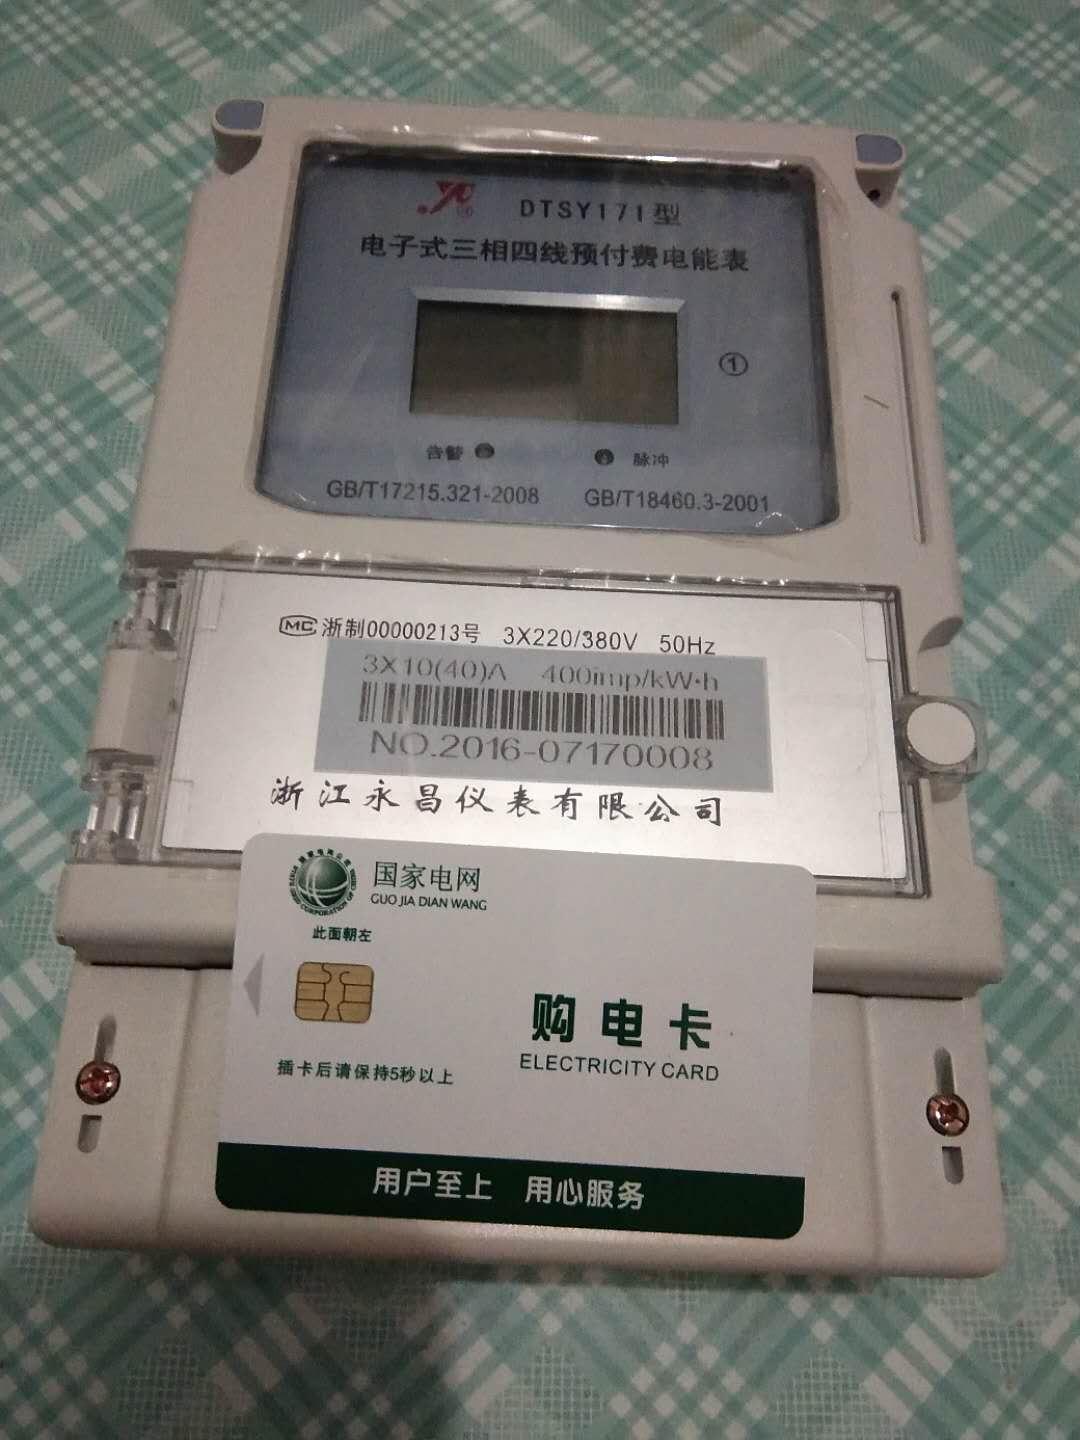 DTSY171型
电子式三相四线预付费电能表
①
告警 脉冲
GB/T17215.321-2008 GB/T18460.3-2001
MC 浙制00000213号 3X220/380V 50Hz
3X10(40)A 400imp/kW·h
NO.2016-07170008
浙江永昌仪表有限公司
国家电网
GUO JIA DIAN WANG
此面朝左
购电卡
ELECTRICITY CARD
插卡后请保持5秒以上
用户至上 用心服务